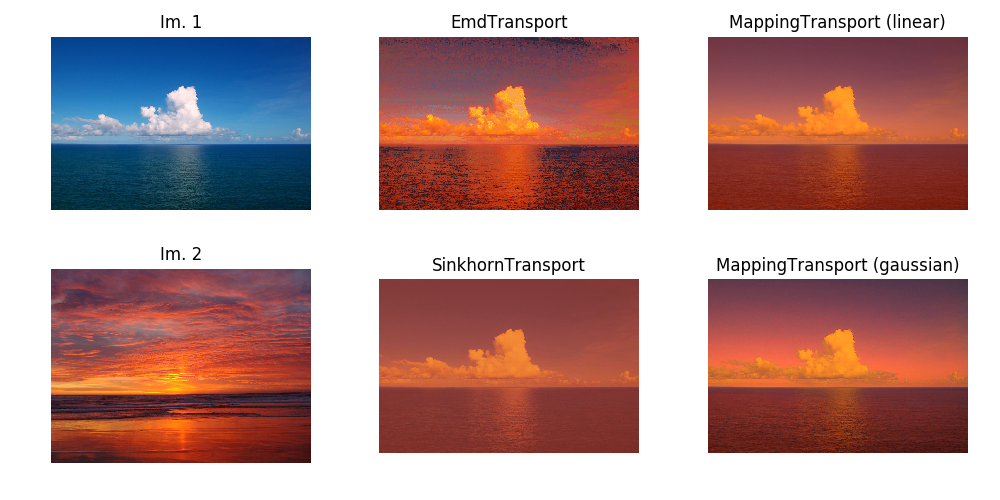 Im. 1
EmdTransport
MappingTransport (linear)
Im. 2
SinkhornTransport
MappingTransport (gaussian)